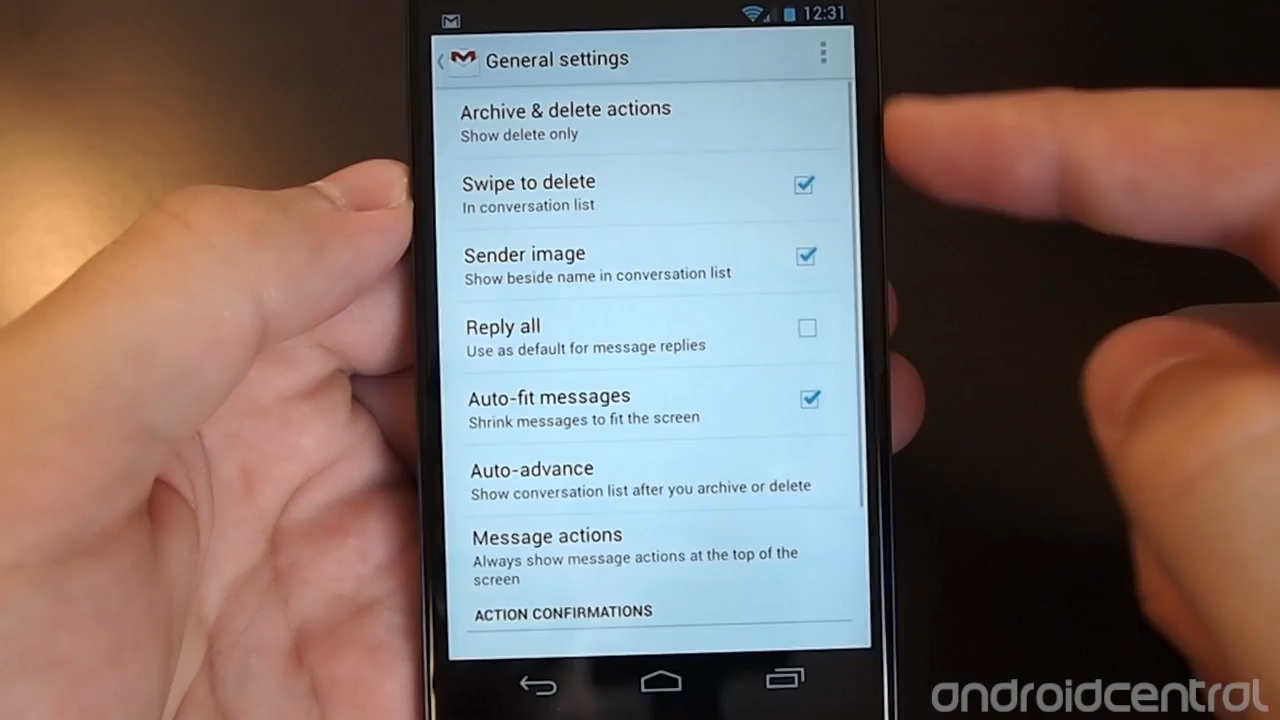 12:31
General settings
Archive & delete actions
Show delete only
Swipe to delete
In conversation list
Sender image
Show beside name in conversation list
Reply all
Use as default for message replies
Auto-fit messages
Shrink messages to fit the screen
Auto-advance
Show conversation list after you archive or delete
Message actions
Always show message actions at the top of the
screen
ACTION CONFIRMATIONS
androidcentral